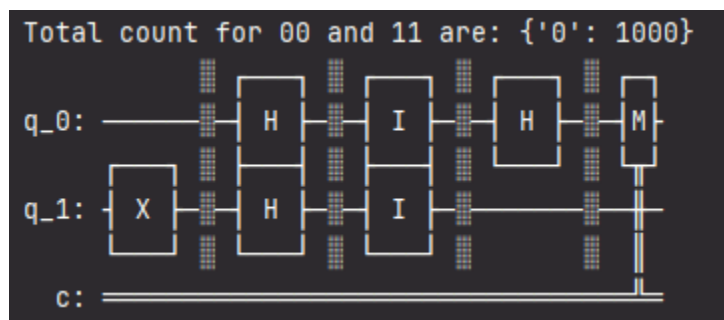 Total count for 00 and 11 are: {'0': 1000}
q_0: H I H M
q_1: X H I
c: